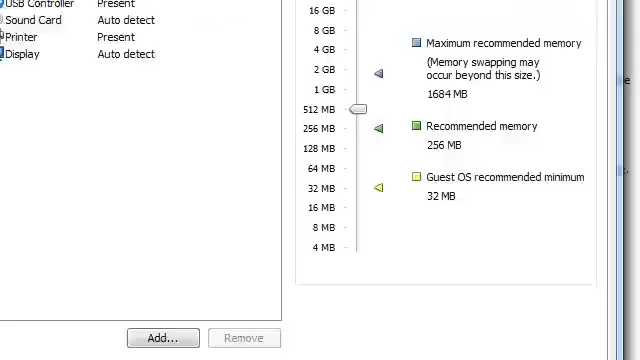 USB Controller Present
Sound Card Auto detect
Printer Present
Display Auto detect
16 GB
8 GB
4 GB
2 GB
1 GB
512 MB
256 MB
128 MB
64 MB
32 MB
16 MB
8 MB
4 MB
Maximum recommended memory
(Memory swapping may
occur beyond this size.)
1684 MB
Recommended memory
256 MB
Guest OS recommended minimum
32 MB
Add...
Remove